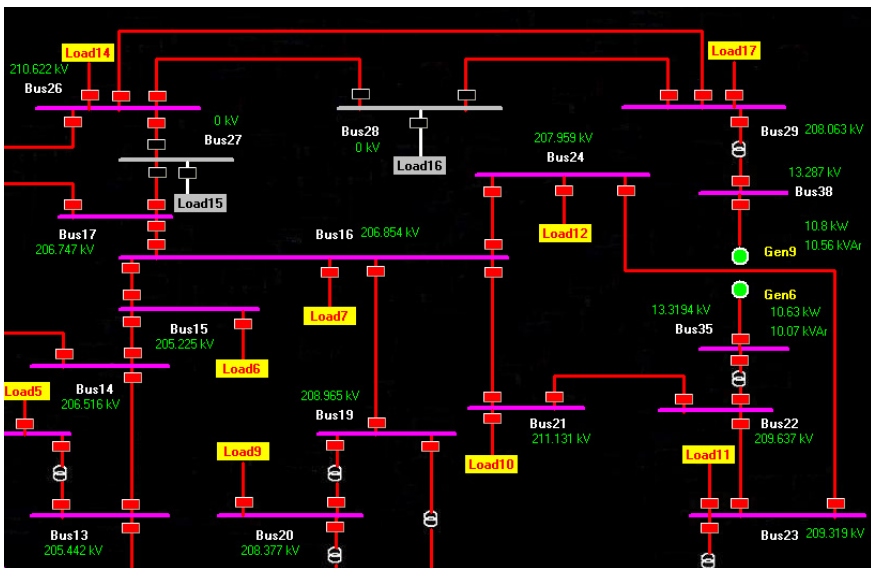 Load14
Load17
210.622 kV
Bus26
0 kV
Bus27
Bus28
0 kV
207.959 kV
Bus24
Bus29 208.063 kV
Load16
13.287 kV
Bus38
Load15
Bus17
206.747 kV
Bus16 206.854 kV
Load12
10.8 kW
10.56 kVAr
Gen9
Gen6
Load7
13.3194 kV
10.63 kW
Bus35
10.07 kVAr
Bus15
205.225 kV
Load6
Bus14
206.516 kV
Load5
208.965 kV
Bus19
Bus21
211.131 kV
Bus22
209.637 kV
Load9
Load10
Load11
Bus13
205.442 kV
Bus20
208.377 kV
Bus23 209.319 kV